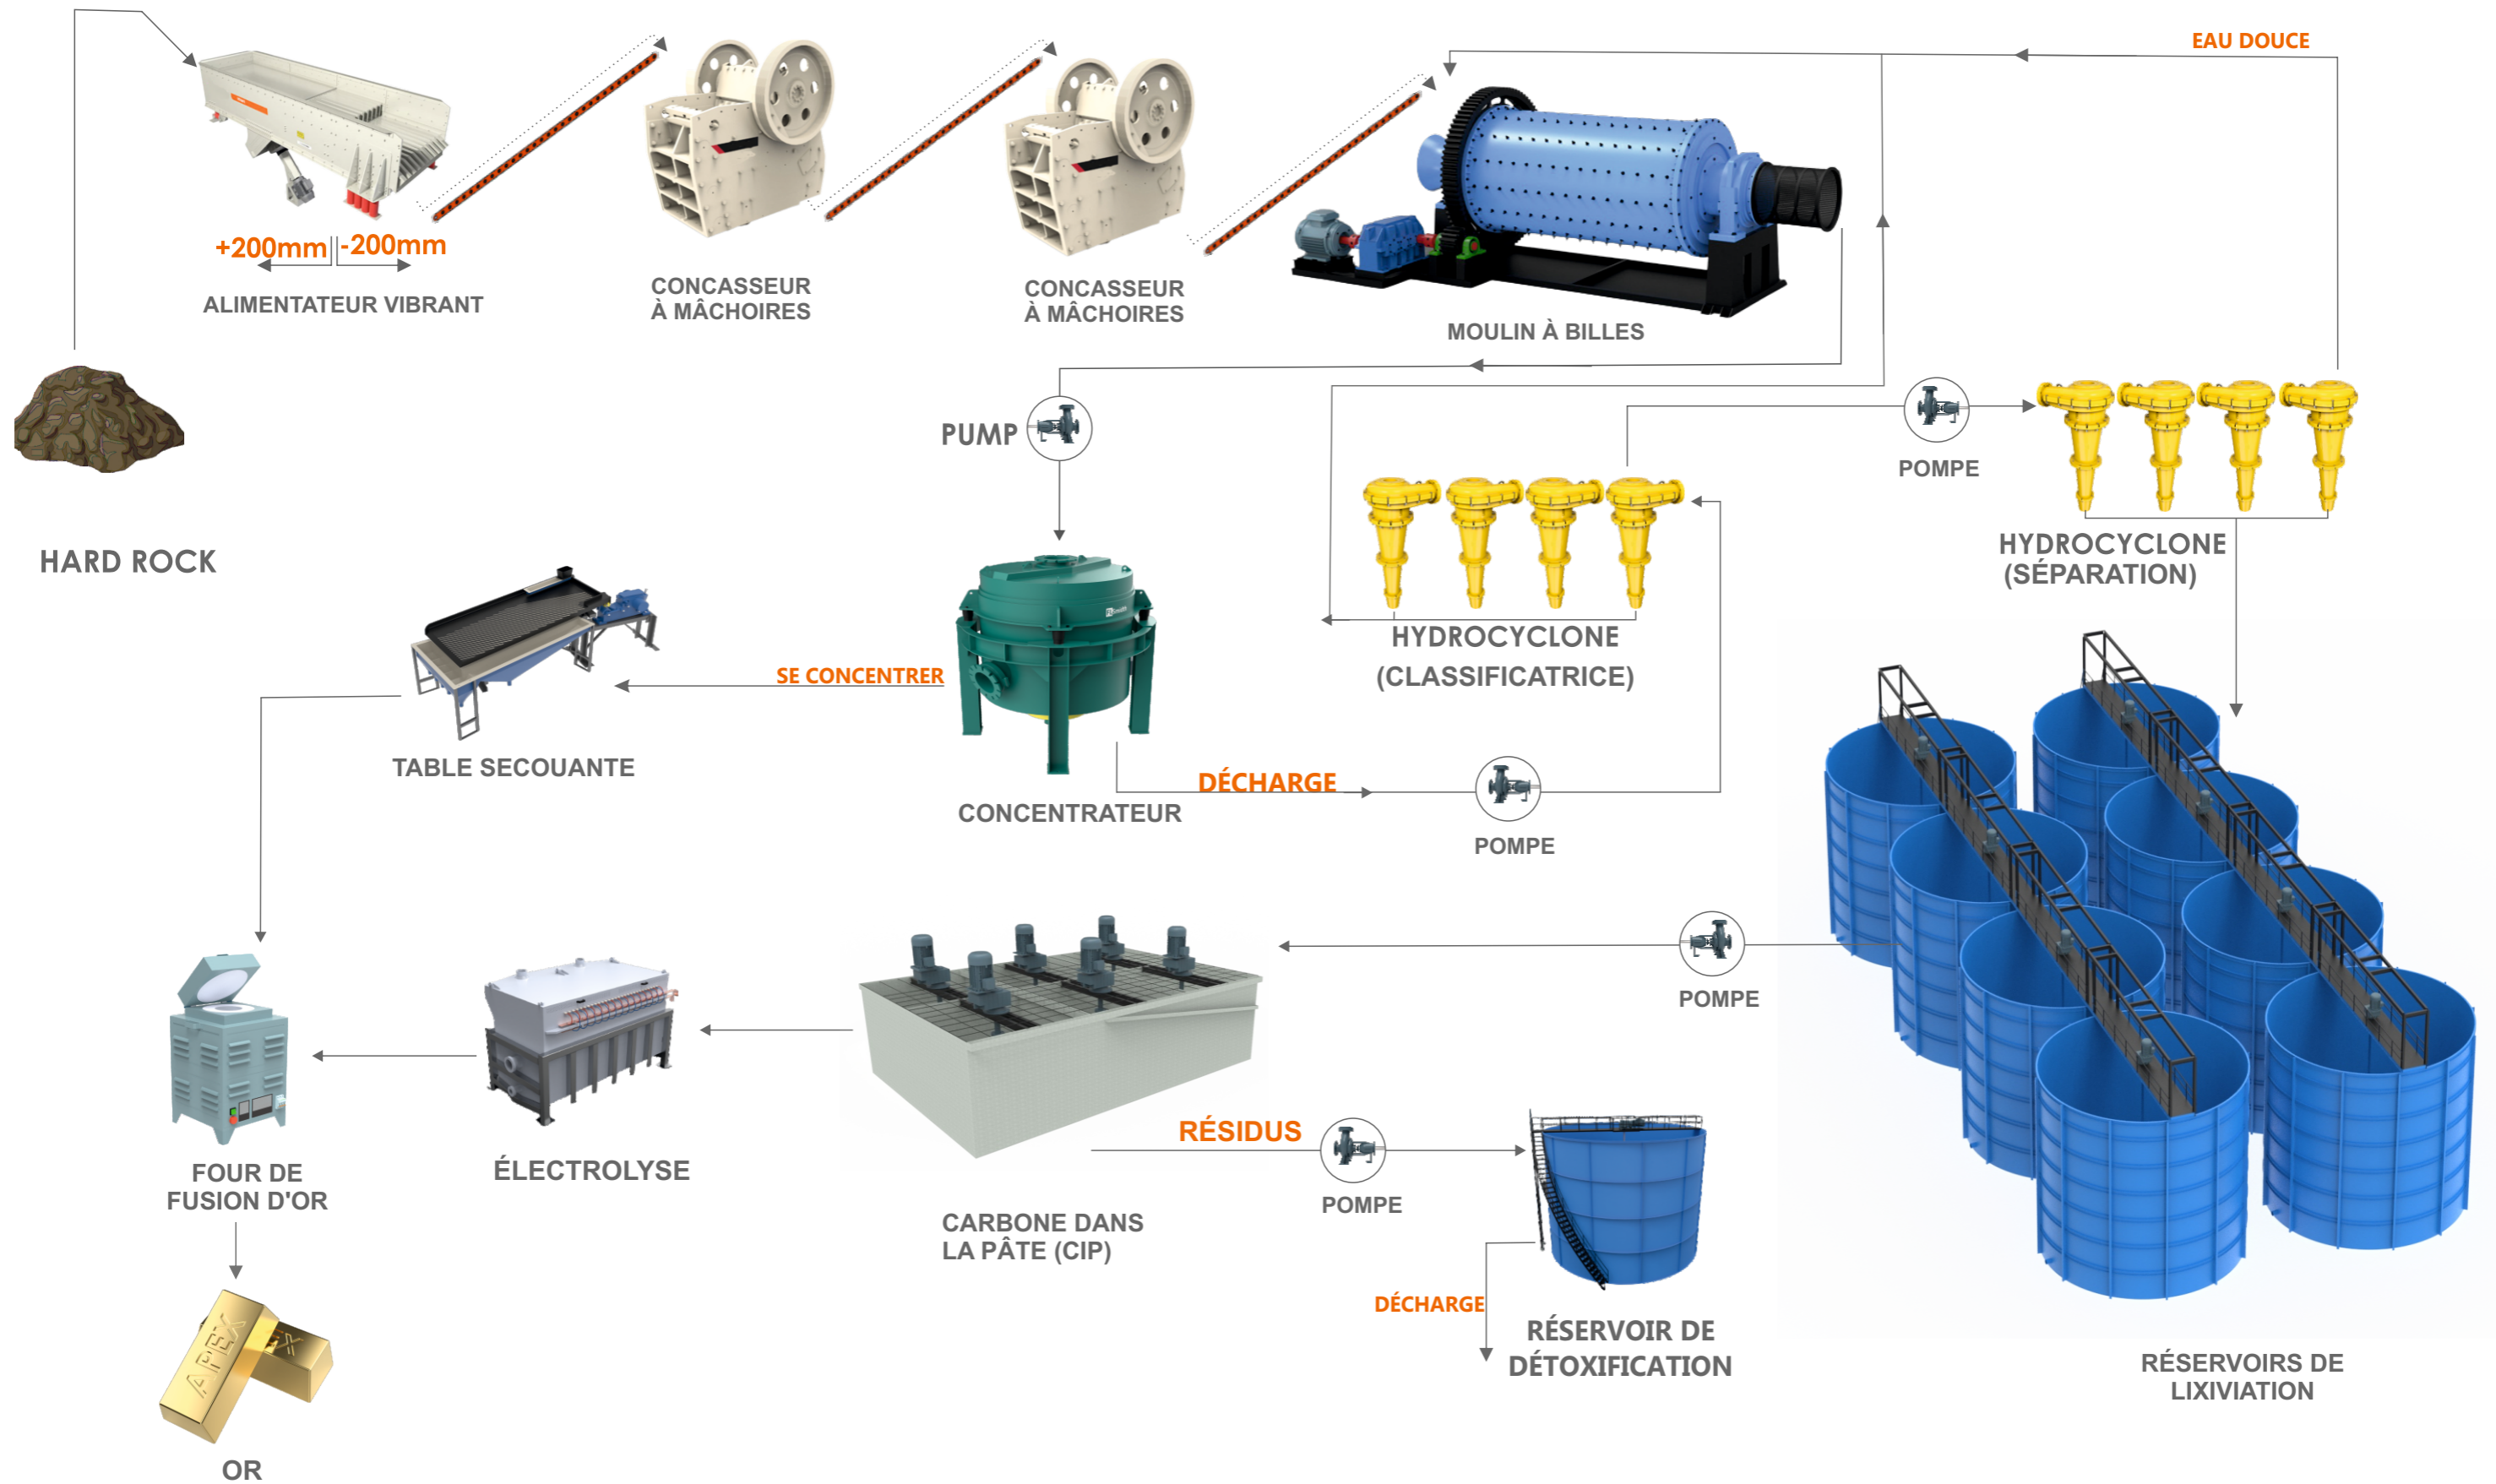 EAU DOUCE
+200mm
-200mm
ALIMENTATEUR VIBRANT
CONCASSEUR
À MÂCHOIRES
CONCASSEUR
À MÂCHOIRES
MOULIN À BILLES
PUMP
POMPE
HARD ROCK
HYDROCYCLONE
(SÉPARATION)
HYDROCYCLONE
(CLASSIFICATRICE)
SE CONCENTRER
TABLE SECOUANTE
DÉCHARGE
CONCENTRATEUR
POMPE
POMPE
RÉSIDUS
FOUR DE
FUSION D'OR
ÉLECTROLYSE
POMPE
CARBONE DANS
LA PÂTE (CIP)
DÉCHARGE
RÉSERVOIR DE
DÉTOXIFICATION
RÉSERVOIRS DE
LIXIVIATION
APEX
EX
OR